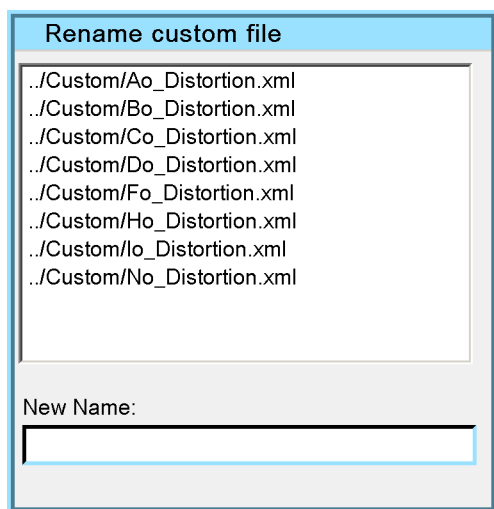 Rename custom file
../Custom/Ao_Distortion.xml
../Custom/Bo_Distortion.xml
../Custom/Co_Distortion.xml
../Custom/Do_Distortion.xml
../Custom/Fo_Distortion.xml
../Custom/Ho_Distortion.xml
../Custom/Io_Distortion.xml
../Custom/No_Distortion.xml
New Name: